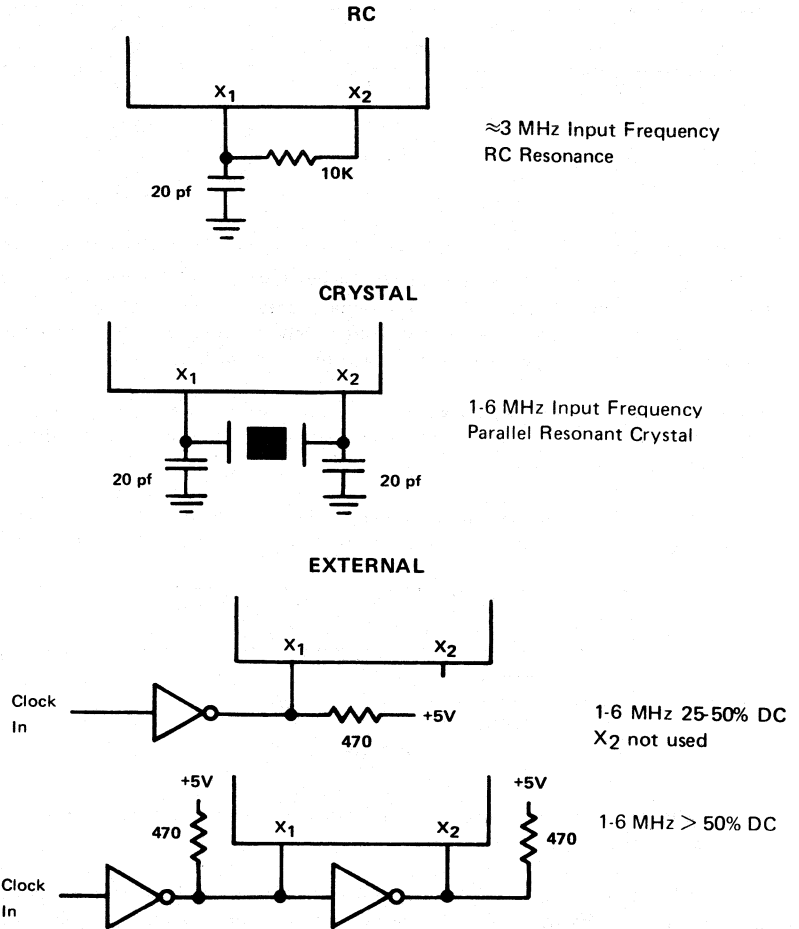 RC
X1 X2
≈3 MHz Input Frequency
RC Resonance
10K
20 pf
CRYSTAL
X1 X2
1-6 MHz Input Frequency
Parallel Resonant Crystal
20 pf 20 pf
EXTERNAL
X1 X2
Clock
In
+5V
470
1-6 MHz 25-50% DC
X2 not used
+5V +5V
470 X1 X2 470
1-6 MHz > 50% DC
Clock
In